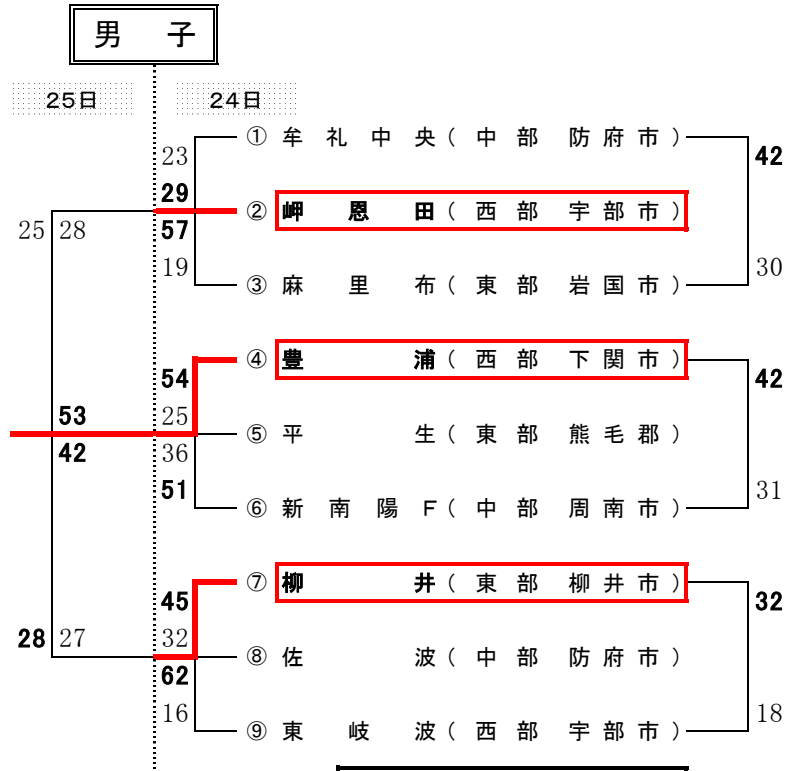 男 子
25日 24日
① 牟 礼 中 央 ( 中 部 防 府 市 )
23 42
29
② 岬 恩 田 ( 西 部 宇 部 市 )
25 28 57
19 30
③ 麻 里 布 ( 東 部 岩 国 市 )
④ 豊 浦 ( 西 部 下 関 市 )
54 42
53 25
⑤ 平 生 ( 東 部 熊 毛 郡 )
42 36
51 31
⑥ 新 南 陽 F ( 中 部 周 南 市 )
⑦ 柳 井 ( 東 部 柳 井 市 )
45 32
28 27 32
⑧ 佐 波 ( 中 部 防 府 市 )
62
16 18
⑨ 東 岐 波 ( 西 部 宇 部 市 )